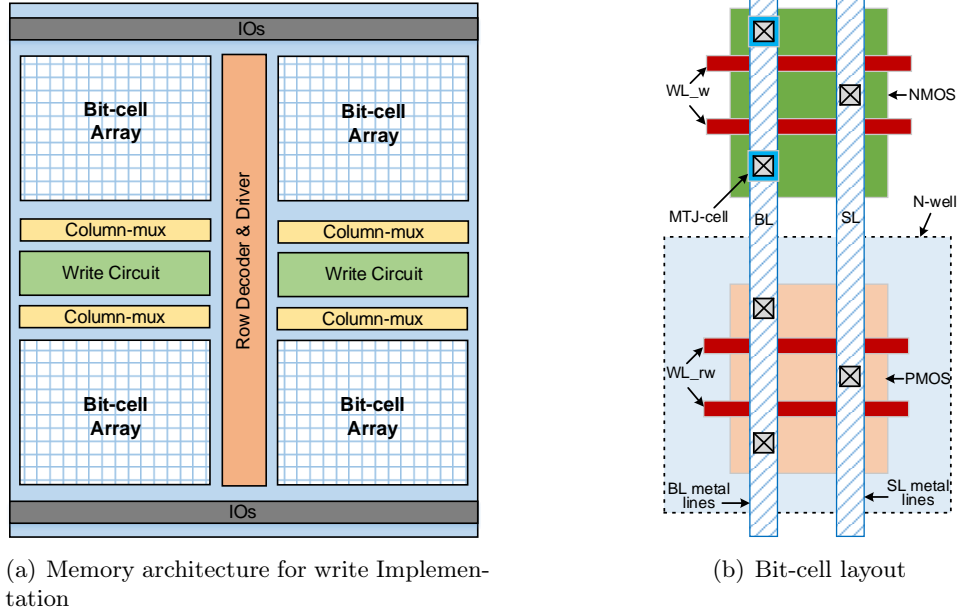 IOs
Bit-cell
Array
Bit-cell
Array
Column-mux
Column-mux
Write Circuit
Write Circuit
Column-mux
Column-mux
Row Decoder & Driver
Bit-cell
Array
Bit-cell
Array
IOs
(a) Memory architecture for write Implemen-
tation
WL_w
NMOS
MTJ-cell
BL
SL
N-well
WL_rw
PMOS
BL metal
lines
SL metal
lines
(b) Bit-cell layout